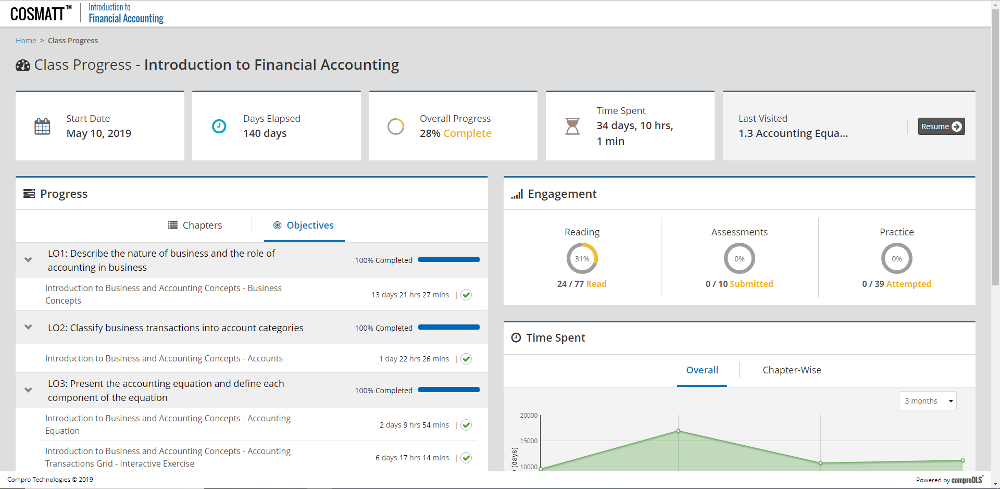 COSMATT™
Introduction to
Financial Accounting
Home > Class Progress
Class Progress - Introduction to Financial Accounting
Start Date
May 10, 2019
Days Elapsed
140 days
Overall Progress
28% Complete
Time Spent
34 days, 10 hrs,
1 min
Last Visited
1.3 Accounting Equa...
Resume
Progress
Chapters
Objectives
LO1: Describe the nature of business and the role of
accounting in business
100% Completed
Introduction to Business and Accounting Concepts - Business
Concepts
13 days 21 hrs 27 mins |
LO2: Classify business transactions into account categories
100% Completed
Introduction to Business and Accounting Concepts - Accounts
1 day 22 hrs 26 mins |
LO3: Present the accounting equation and define each
component of the equation
100% Completed
Introduction to Business and Accounting Concepts - Accounting
Equation
2 days 9 hrs 54 mins |
Introduction to Business and Accounting Concepts - Accounting
Transactions Grid - Interactive Exercise
6 days 17 hrs 14 mins |
Engagement
Reading
31%
24 / 77 Read
Assessments
0%
0 / 10 Submitted
Practice
0%
0 / 39 Attempted
Time Spent
Overall
Chapter-Wise
3 months
20000
15000
10000
(days)
Compro Technologies © 2019
Powered by comproDLS™